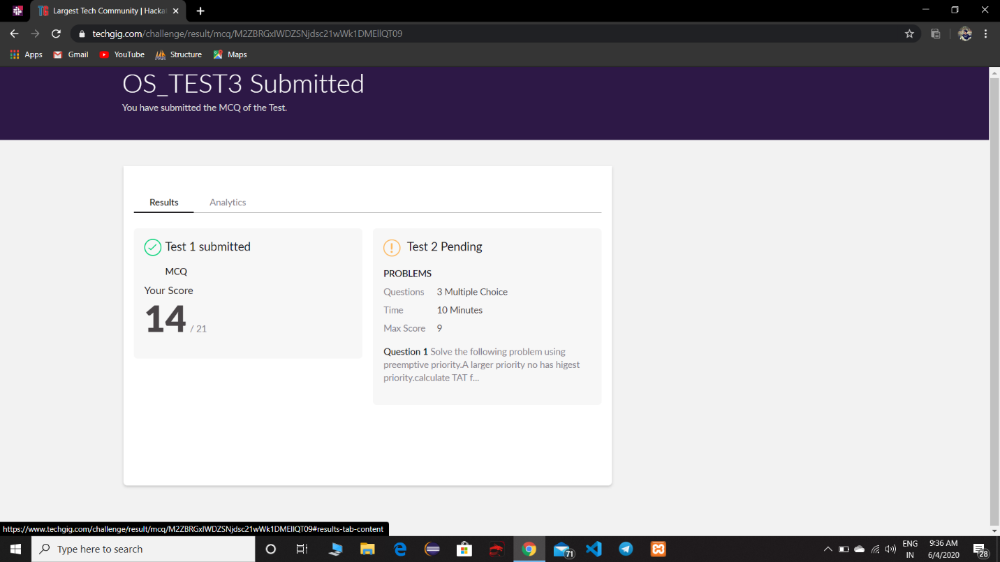 Largest Tech Community | Hacka
techgig.com/challenge/result/mcq/M2ZBRGxIWDZSNjdsc21wWk1DMEllQT09
Apps Gmail YouTube Structure Maps
OS_TEST3 Submitted
You have submitted the MCQ of the Test.
Results Analytics
Test 1 submitted
MCQ
Your Score
14 / 21
Test 2 Pending
PROBLEMS
Questions 3 Multiple Choice
Time 10 Minutes
Max Score 9
Question 1 Solve the following problem using
preemptive priority.A larger priority no has higest
priority.calculate TAT f...
https://www.techgig.com/challenge/result/mcq/M2ZBRGxIWDZSNjdsc21wWk1DMEllQT09#results-tab-content
Type here to search
71
ENG
IN
9:36 AM
6/4/2020
28